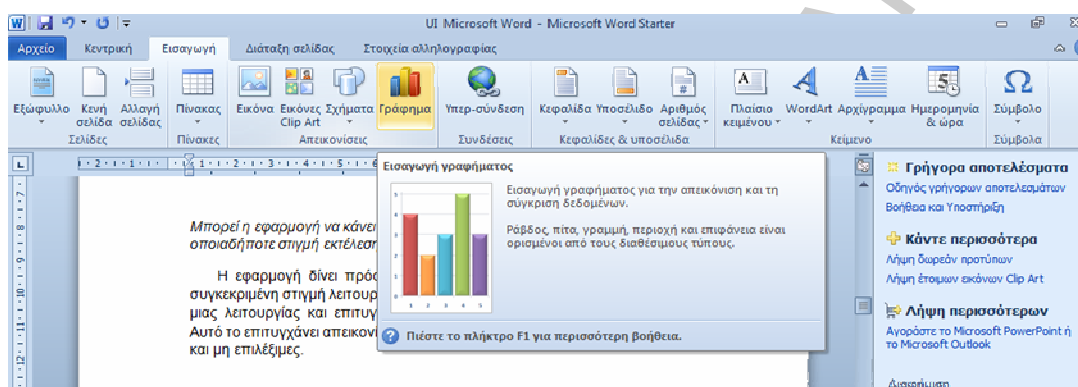 UI Microsoft Word - Microsoft Word Starter
Αρχείο Κεντρική Εισαγωγή Διάταξη σελίδας Στοιχεία αλληλογραφίας
Εξώφυλλο Κενή σελίδα Αλλαγή σελίδας Πίνακας Εικόνα Εικόνες Clip Art Σχήματα Γράφημα Υπερ-σύνδεση Κεφαλίδα Υποσέλιδο Αριθμός σελίδας Πλαίσιο κειμένου WordArt Αρχίγραμμα Ημερομηνία & ώρα Σύμβολο
Σελίδες Πίνακες Απεικονίσεις Συνδέσεις Κεφαλίδες & υποσέλιδα Κείμενο Σύμβολα
Εισαγωγή γραφήματος
Εισαγωγή γραφήματος για την απεικόνιση και τη
σύγκριση δεδομένων.
Ράβδος, πίτα, γραμμή, περιοχή και επιφάνεια είναι
ορισμένοι από τους διαθέσιμους τύπους.
Πιέστε το πλήκτρο F1 για περισσότερη βοήθεια.
Μπορεί η εφαρμογή να κάνει
οποιαδήποτε στιγμή εκτέλεση
Η εφαρμογή δίνει πρόσ
συγκεκριμένη στιγμή λειτουρ
μιας λειτουργίας και επιτυγ
Αυτό το επιτυγχάνει απεικονί
και μη επιλέξιμες.
Γρήγορα αποτελέσματα
Οδηγός γρήγορων αποτελεσμάτων
Βοήθεια και Υποστήριξη
Κάντε περισσότερα
Λήψη δωρεάν προτύπων
Λήψη έτοιμων εικόνων Clip Art
Λήψη περισσοτέρων
Αγοράστε το Microsoft PowerPoint ή
το Microsoft Outlook
Διαφήμιση